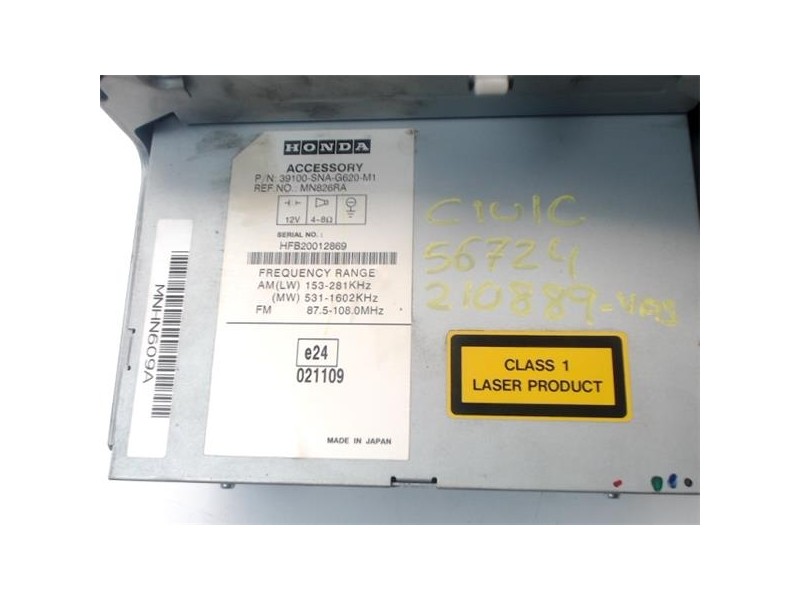 HONDA
ACCESSORY
P/N: 39100-SNA-G620-M1
REF NO.: MN826RA
12V 4-8Ω
SERIAL NO.:
HFB20012869
FREQUENCY RANGE
AM(LW) 153-281KHz
(MW) 531-1602KHz
FM 87.5-108.0MHz
e24
021109
MADE IN JAPAN
MNHN609A
CIVIC
56724
210889-
CLASS 1
LASER PRODUCT